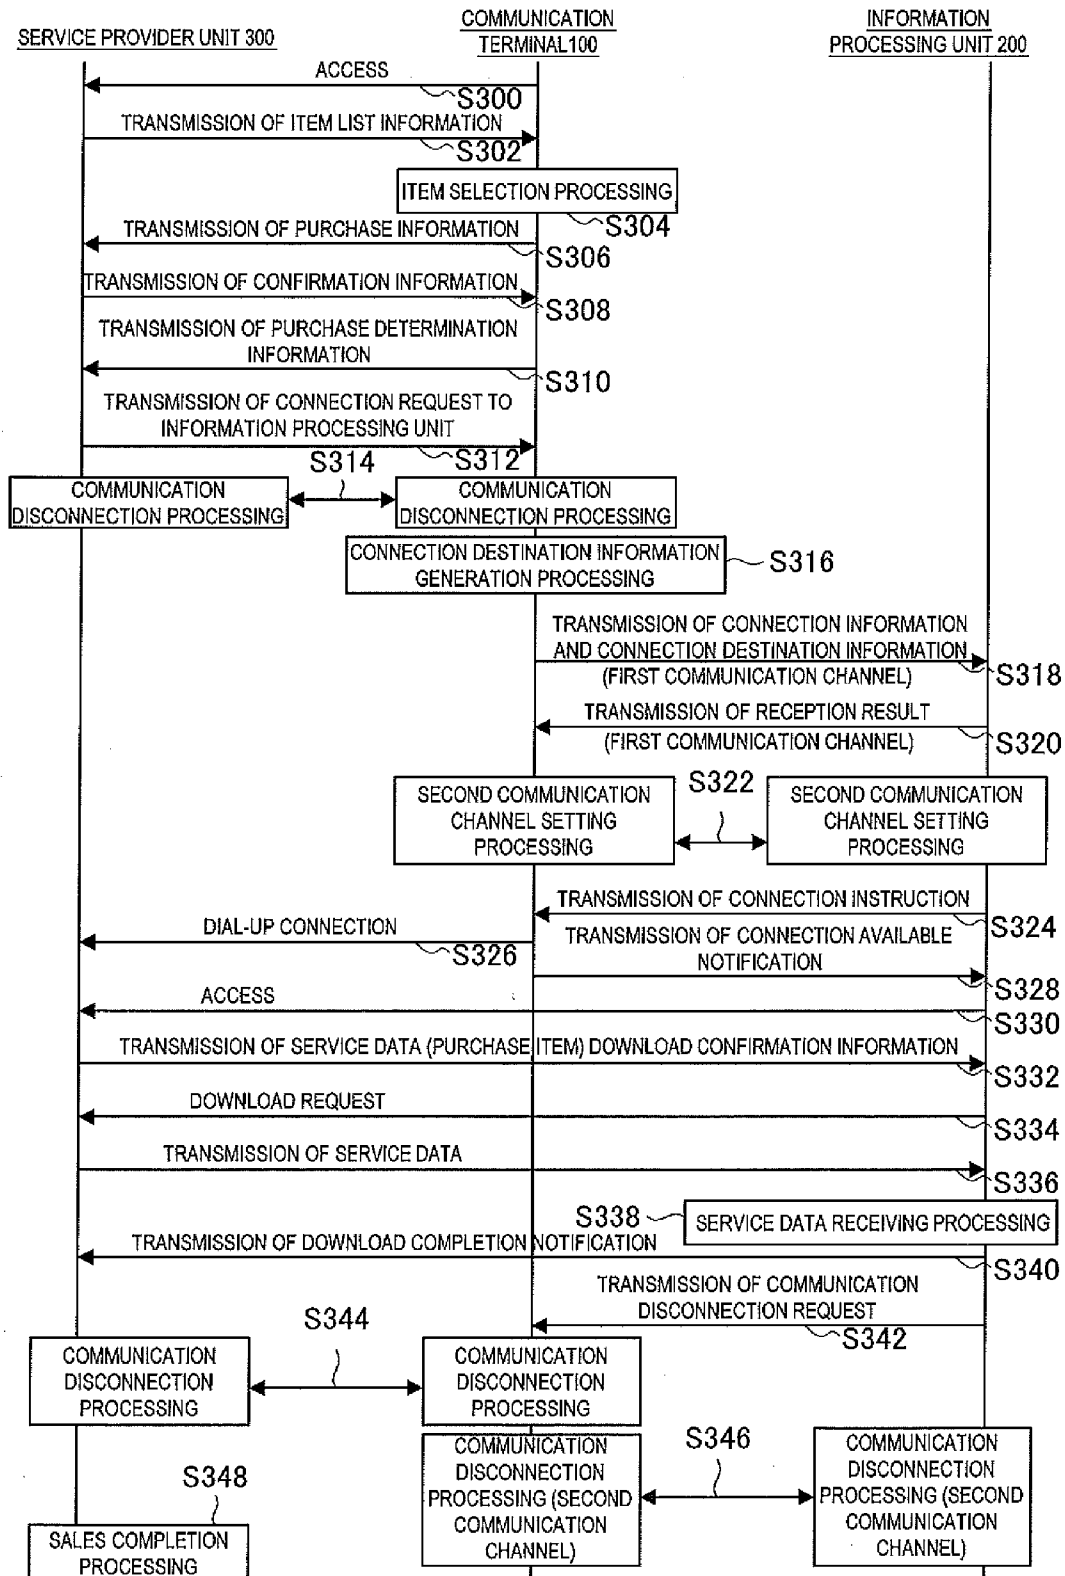 SERVICE PROVIDER UNIT 300
COMMUNICATION
TERMINAL100
INFORMATION
PROCESSING UNIT 200
ACCESS
S300
TRANSMISSION OF ITEM LIST INFORMATION
S302
ITEM SELECTION PROCESSING
S304
TRANSMISSION OF PURCHASE INFORMATION
S306
TRANSMISSION OF CONFIRMATION INFORMATION
S308
TRANSMISSION OF PURCHASE DETERMINATION
INFORMATION
S310
TRANSMISSION OF CONNECTION REQUEST TO
INFORMATION PROCESSING UNIT
S312
S314
COMMUNICATION
DISCONNECTION PROCESSING
COMMUNICATION
DISCONNECTION PROCESSING
CONNECTION DESTINATION INFORMATION
GENERATION PROCESSING
S316
TRANSMISSION OF CONNECTION INFORMATION
AND CONNECTION DESTINATION INFORMATION
(FIRST COMMUNICATION CHANNEL)
S318
TRANSMISSION OF RECEPTION RESULT
(FIRST COMMUNICATION CHANNEL)
S320
SECOND COMMUNICATION
CHANNEL SETTING
PROCESSING
S322
SECOND COMMUNICATION
CHANNEL SETTING
PROCESSING
TRANSMISSION OF CONNECTION INSTRUCTION
S324
DIAL-UP CONNECTION
S326
TRANSMISSION OF CONNECTION AVAILABLE
NOTIFICATION
S328
ACCESS
S330
TRANSMISSION OF SERVICE DATA (PURCHASE ITEM) DOWNLOAD CONFIRMATION INFORMATION
S332
DOWNLOAD REQUEST
S334
TRANSMISSION OF SERVICE DATA
S336
S338
SERVICE DATA RECEIVING PROCESSING
TRANSMISSION OF DOWNLOAD COMPLETION NOTIFICATION
S340
TRANSMISSION OF COMMUNICATION
DISCONNECTION REQUEST
S342
S344
COMMUNICATION
DISCONNECTION
PROCESSING
COMMUNICATION
DISCONNECTION
PROCESSING
COMMUNICATION
DISCONNECTION
PROCESSING (SECOND
COMMUNICATION
CHANNEL)
S346
COMMUNICATION
DISCONNECTION
PROCESSING (SECOND
COMMUNICATION
CHANNEL)
S348
SALES COMPLETION
PROCESSING